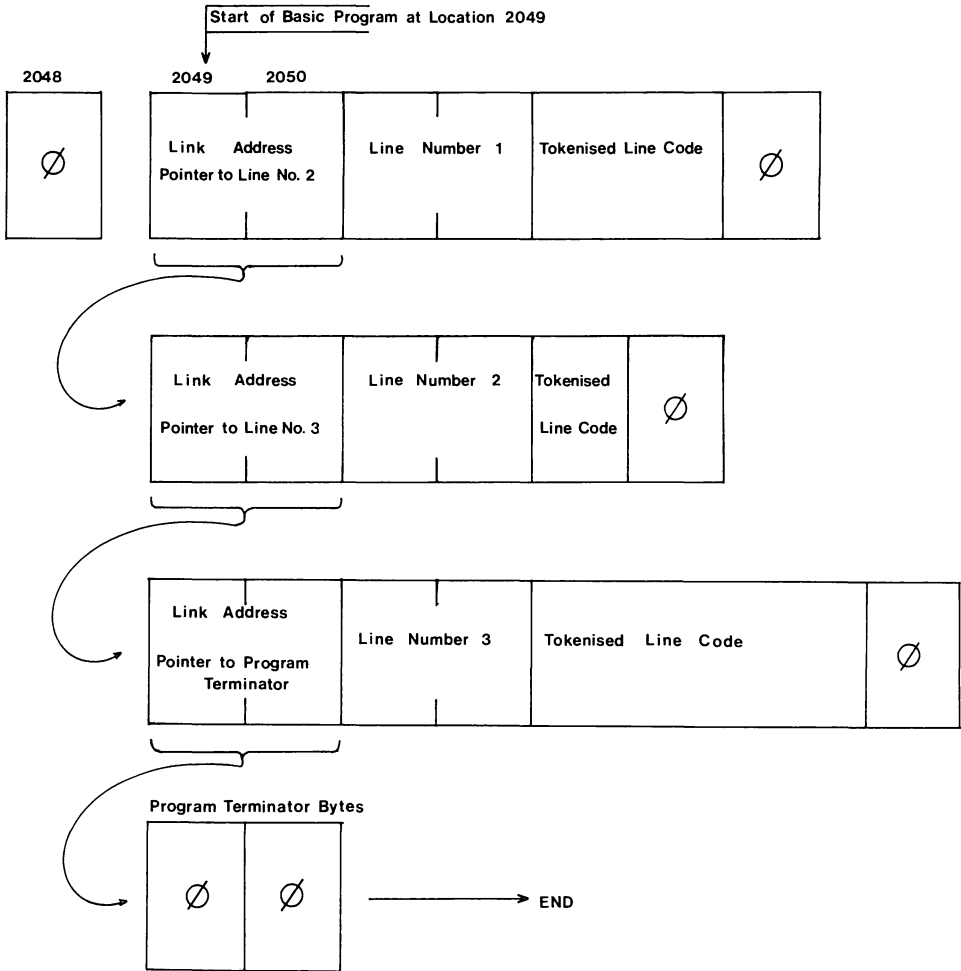 Start of Basic Program at Location 2049
2048
2049
2050
Ø
Link Address
Pointer to Line No. 2
Line Number 1
Tokenised Line Code
Ø
Link Address
Pointer to Line No. 3
Line Number 2
Tokenised
Line Code
Ø
Link Address
Pointer to Program
Terminator
Line Number 3
Tokenised Line Code
Ø
Program Terminator Bytes
Ø
Ø
END